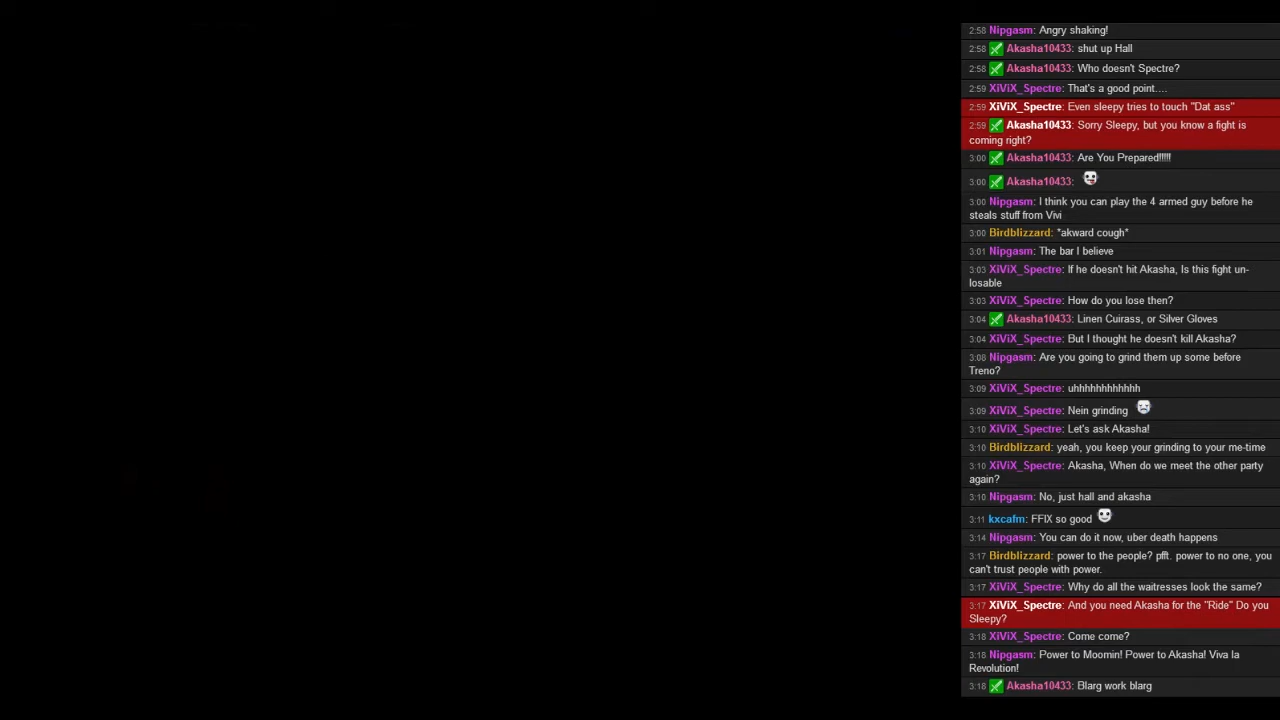 2:58 Nipgasm: Angry shaking!
2:58 Akasha10433: shut up Hall
2:58 Akasha10433: Who doesn't Spectre?
2:59 XiViX_Spectre: That's a good point....
2:59 XiViX_Spectre: Even sleepy tries to touch "Dat ass"
2:59 Akasha10433: Sorry Sleepy, but you know a fight is
coming right?
3:00 Akasha10433: Are You Prepared!!!!!
3:00 Akasha10433:
3:00 Nipgasm: I think you can play the 4 armed guy before he
steals stuff from Vivi
3:00 Birdblizzard: *akward cough*
3:01 Nipgasm: The bar I believe
3:03 XiViX_Spectre: If he doesn't hit Akasha, Is this fight un-
losable
3:03 XiViX_Spectre: How do you lose then?
3:04 Akasha10433: Linen Cuirass, or Silver Gloves
3:04 XiViX_Spectre: But I thought he doesn't kill Akasha?
3:08 Nipgasm: Are you going to grind them up some before
Treno?
3:09 XiViX_Spectre: uhhhhhhhhhhhh
3:09 XiViX_Spectre: Nein grinding
3:10 XiViX_Spectre: Let's ask Akasha!
3:10 Birdblizzard: yeah, you keep your grinding to your me-time
3:10 XiViX_Spectre: Akasha, When do we meet the other party
again?
3:10 Nipgasm: No, just hall and akasha
3:11 kxcafm: FFIX so good
3:14 Nipgasm: You can do it now, uber death happens
3:17 Birdblizzard: power to the people? pfft. power to no one, you
can't trust people with power.
3:17 XiViX_Spectre: Why do all the waitresses look the same?
3:17 XiViX_Spectre: And you need Akasha for the "Ride" Do you
Sleepy?
3:18 XiViX_Spectre: Come come?
3:18 Nipgasm: Power to Moomin! Power to Akasha! Viva la
Revolution!
3:18 Akasha10433: Blarg work blarg